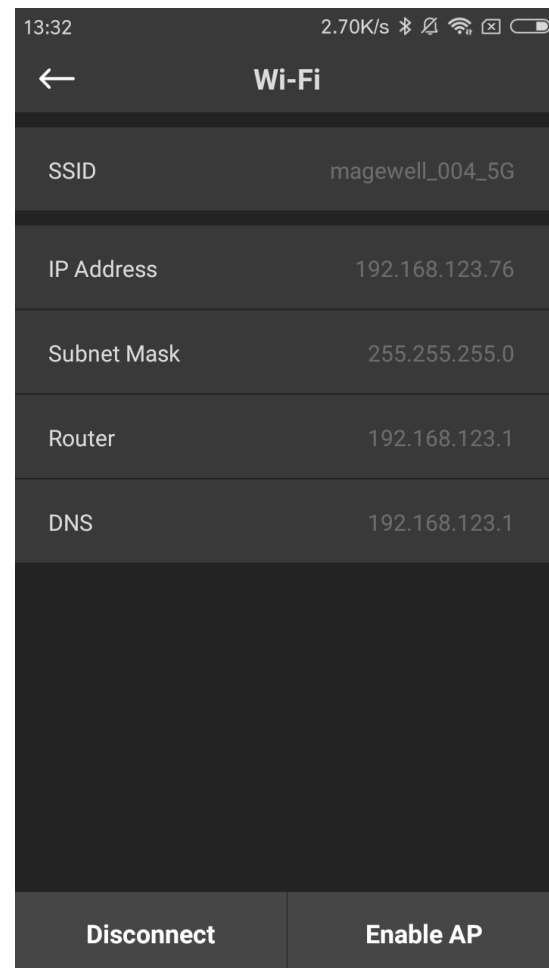 13:32 2.70K/s
Wi-Fi
SSID magewell_004_5G
IP Address 192.168.123.76
Subnet Mask 255.255.255.0
Router 192.168.123.1
DNS 192.168.123.1
Disconnect Enable AP